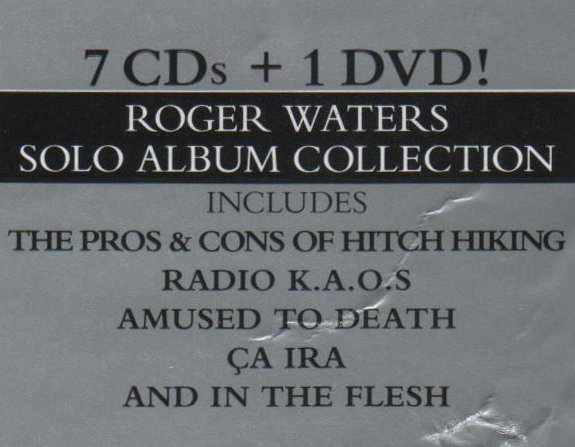 7 CDs + 1 DVD!
ROGER WATERS
SOLO ALBUM COLLECTION
INCLUDES
THE PROS & CONS OF HITCH HIKING
RADIO K.A.O.S
AMUSED TO DEATH
ÇA IRA
AND IN THE FLESH